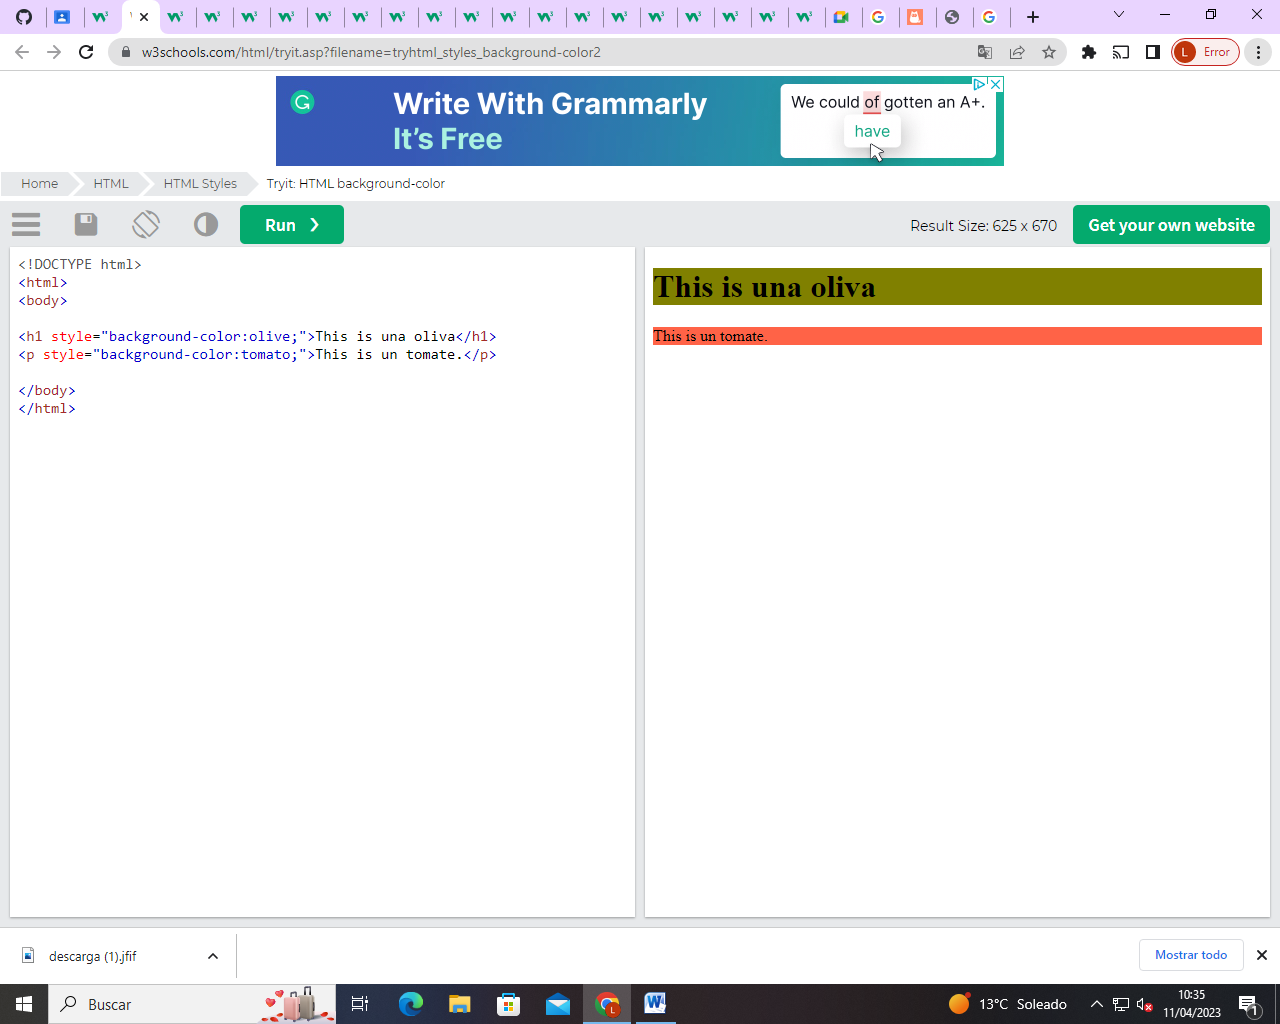 w3schools.com/html/tryit.asp?filename=tryhtml_styles_background-color2
L Error
Write With Grammarly
It's Free
We could of gotten an A+.
have
Home HTML HTML Styles Tryit: HTML background-color
Run ❯ Result Size: 625 x 670 Get your own website
<!DOCTYPE html>
<html>
<body>
<h1 style="background-color:olive;">This is una oliva</h1>
<p style="background-color:tomato;">This is un tomate.</p>
</body>
</html>
This is una oliva
This is un tomate.
descarga (1).jfif Mostrar todo
Buscar
13°C Soleado
10:35
11/04/2023
1